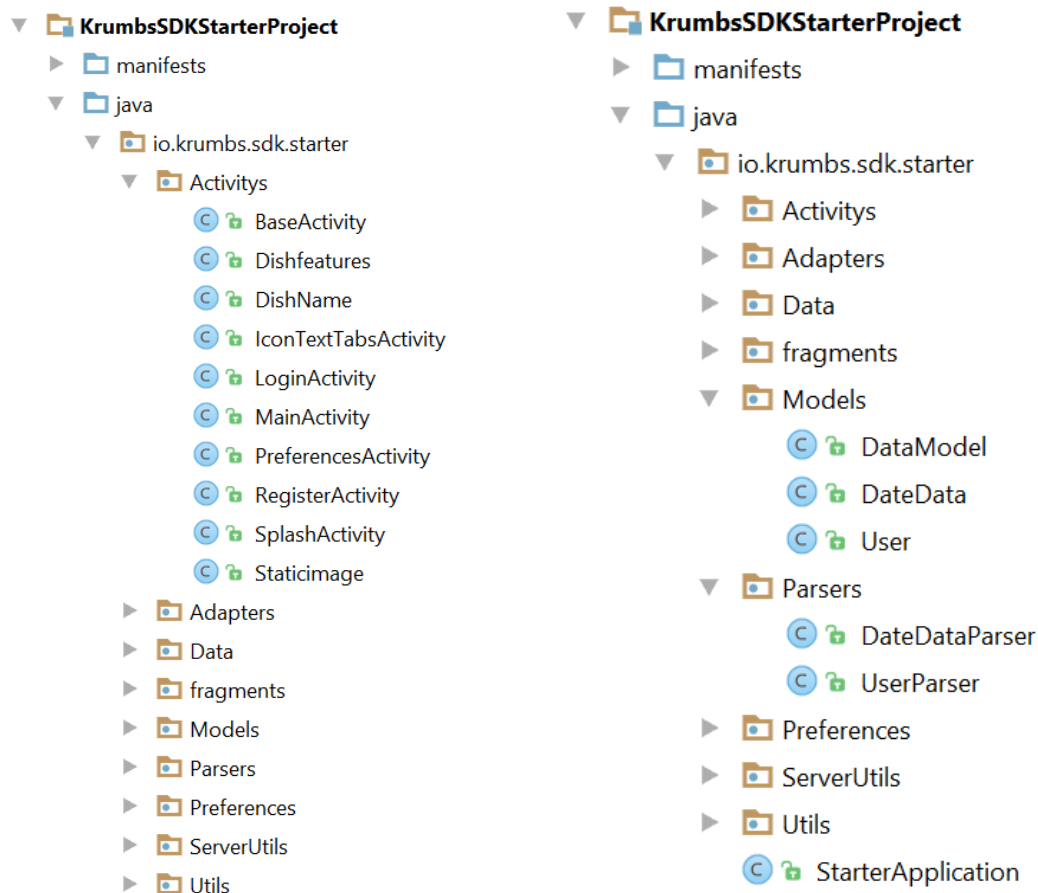 KrumbsSDKStarterProject
manifests
java
io.krumbs.sdk.starter
Activitys
C BaseActivity
C Dishfeatures
C DishName
C IconTextTabsActivity
C LoginActivity
C MainActivity
C PreferencesActivity
C RegisterActivity
C SplashActivity
C Staticimage
Adapters
Data
fragments
Models
Parsers
Preferences
ServerUtils
Utils
KrumbsSDKStarterProject
manifests
java
io.krumbs.sdk.starter
Activitys
Adapters
Data
fragments
Models
C DataModel
C DateData
C User
Parsers
C DateDataParser
C UserParser
Preferences
ServerUtils
Utils
C StarterApplication